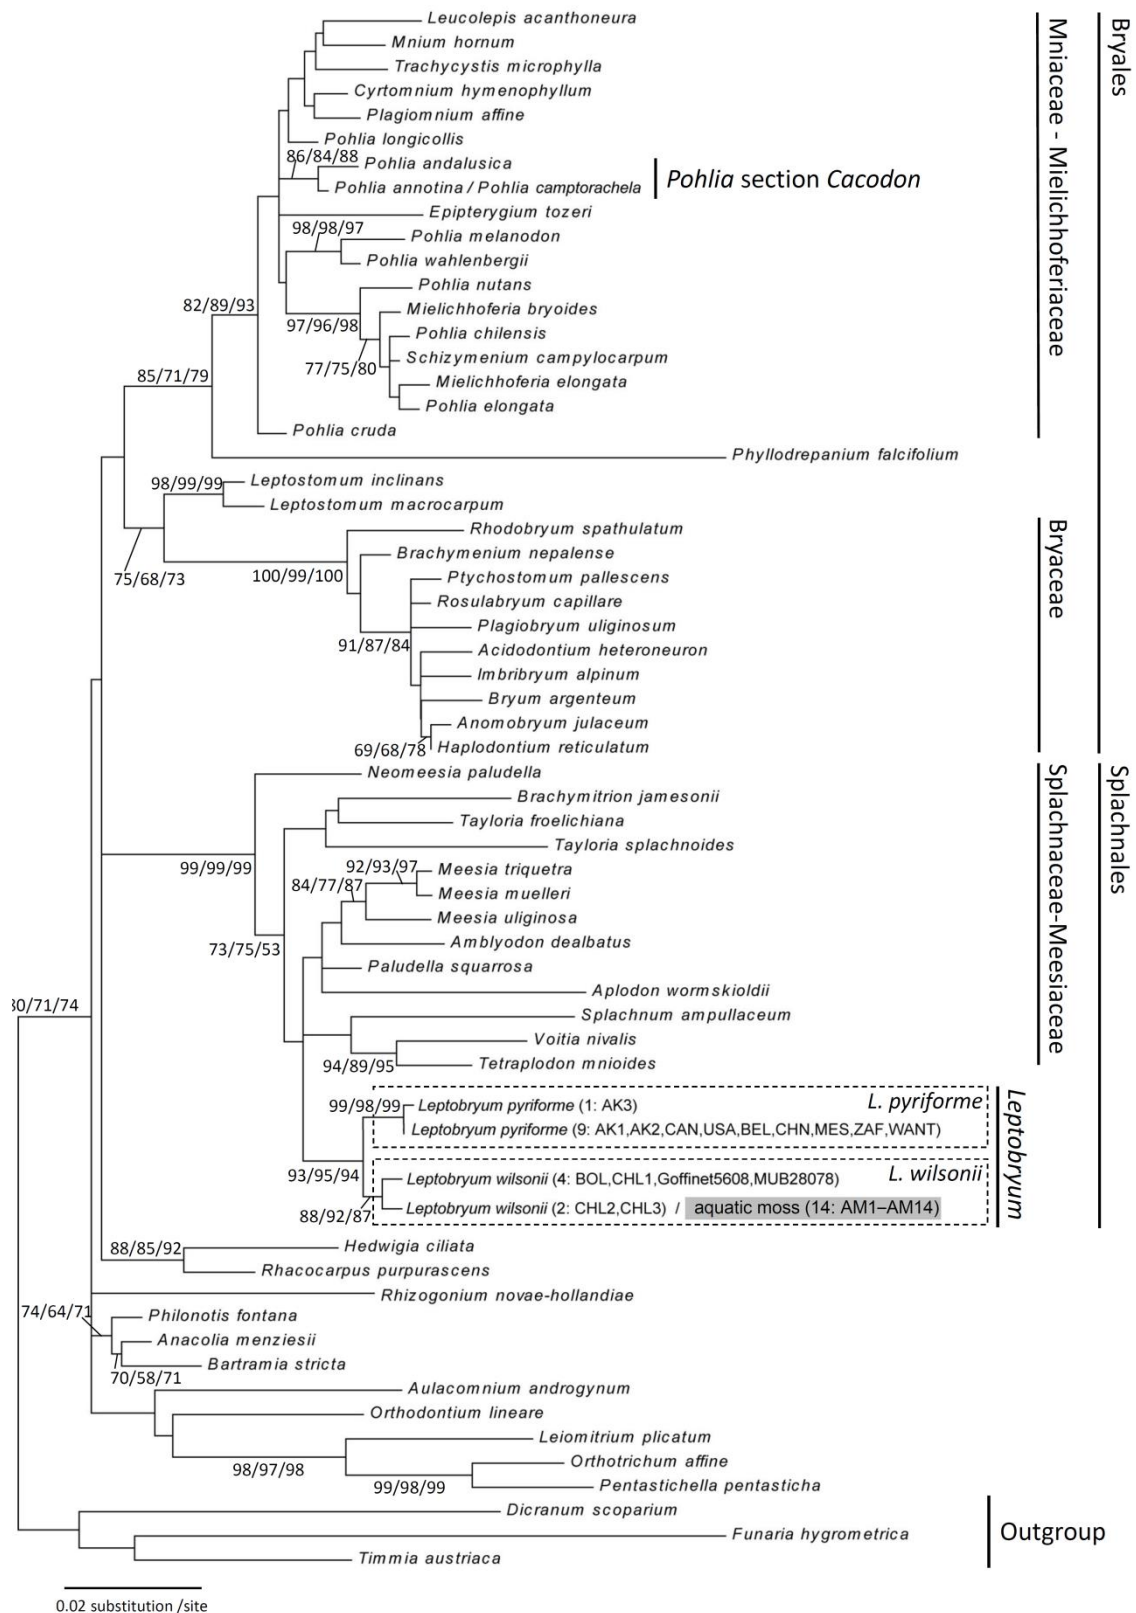 Leucolepis acanthoneura
Mnium hornum
Trachycystis microphylla
Cyrtomnium hymenophyllum
Plagiomnium affine
Pohlia longicollis
86/84/88
Pohlia andalusica
Pohlia annotina / Pohlia camptorachela
Pohlia section Cacodon
Epipterygium tozeri
98/98/97
Pohlia melanodon
Pohlia wahlenbergii
Pohlia nutans
82/89/93
Mielichhoferia bryoides
97/96/98
Pohlia chilensis
Schizymenium campylocarpum
77/75/80
Mielichhoferia elongata
85/71/79
Pohlia elongata
Pohlia cruda
Mniaceae - Mielichhoferiaceae
Bryales
Phyllodrepanium falcifolium
98/99/99
Leptostomum inclinans
Leptostomum macrocarpum
Rhodobryum spathulatum
Brachymenium nepalense
75/68/73
100/99/100
Ptychostomum pallescens
Rosulabryum capillare
Plagiobryum uliginosum
91/87/84
Acidodontium heteroneuron
Imbribryum alpinum
Bryum argenteum
Anomobryum julaceum
69/68/78
Haplodontium reticulatum
Bryaceae
Neomeesia paludella
Brachymitrion jamesonii
Tayloria froelichiana
Tayloria splachnoides
99/99/99
92/93/97
Meesia triquetra
84/77/87
Meesia muelleri
Meesia uliginosa
73/75/53
Amblyodon dealbatus
Paludella squarrosa
Aplodon wormskioldii
80/71/74
Splachnum ampullaceum
Voitia nivalis
94/89/95
Tetraplodon mnioides
Splachnaceae-Meesiaceae
Splachnales
99/98/99
Leptobryum pyriforme (1: AK3)
L. pyriforme
Leptobryum pyriforme (9: AK1,AK2,CAN,USA,BEL,CHN,MES,ZAF,WANT)
93/95/94
Leptobryum wilsonii (4: BOL,CHL1,Goffinet5608,MUB28078)
L. wilsonii
88/92/87
Leptobryum wilsonii (2: CHL2,CHL3) / aquatic moss (14: AM1–AM14)
Leptobryum
88/85/92
Hedwigia ciliata
Rhacocarpus purpurascens
Rhizogonium novae-hollandiae
74/64/71
Philonotis fontana
Anacolia menziesii
Bartramia stricta
70/58/71
Aulacomnium androgynum
Orthodontium lineare
Leiomitrium plicatum
98/97/98
Orthotrichum affine
99/98/99
Pentastichella pentasticha
Dicranum scoparium
Funaria hygrometrica
Timmia austriaca
Outgroup
0.02 substitution /site